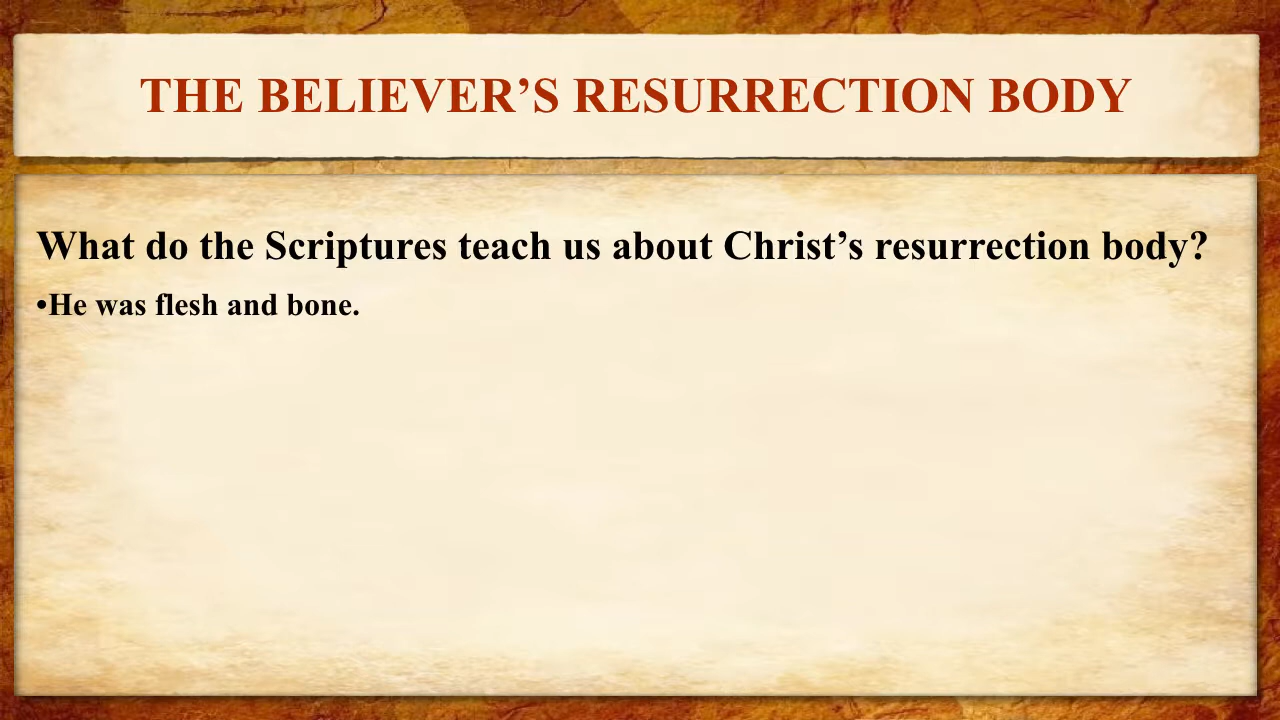 THE BELIEVER’S RESURRECTION BODY
What do the Scriptures teach us about Christ’s resurrection body?
•He was flesh and bone.